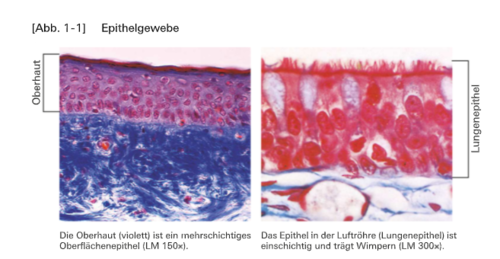 [Abb. 1-1] Epithelgewebe
Oberhaut
Lungenepithel
Die Oberhaut (violett) ist ein mehrschichtiges
Oberflächenepithel (LM 150×).
Das Epithel in der Luftröhre (Lungenepithel) ist
einschichtig und trägt Wimpern (LM 300×).